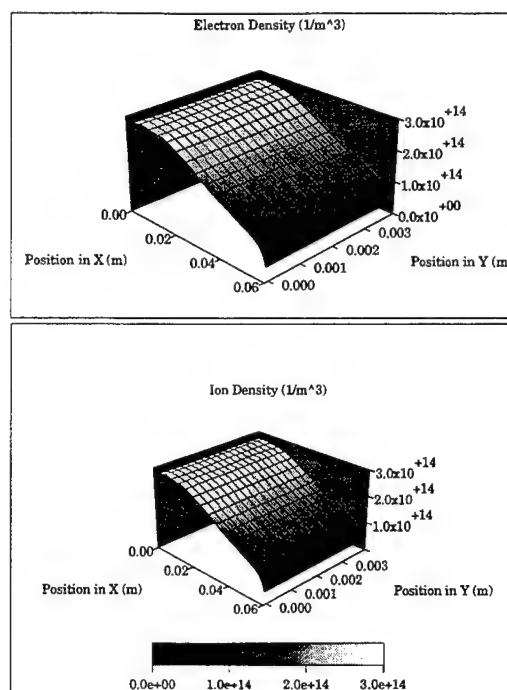 Electron Density (1/m^3)
3.0x10 +14
2.0x10 +14
1.0x10 +14
0.0x10 +00
0.00
0.02
0.04
0.06
0.003
0.002
0.001
0.000
Position in X (m)
Position in Y (m
Ion Density (1/m^3)
3.0x10 +14
2.0x10 +14
1.0x10 +14
0.00
0.02
0.04
0.06
0.003
0.002
0.001
0.000
Position in X (m)
Position in Y (m)
0.0e+00 1.0e+14 2.0e+14 3.0e+14